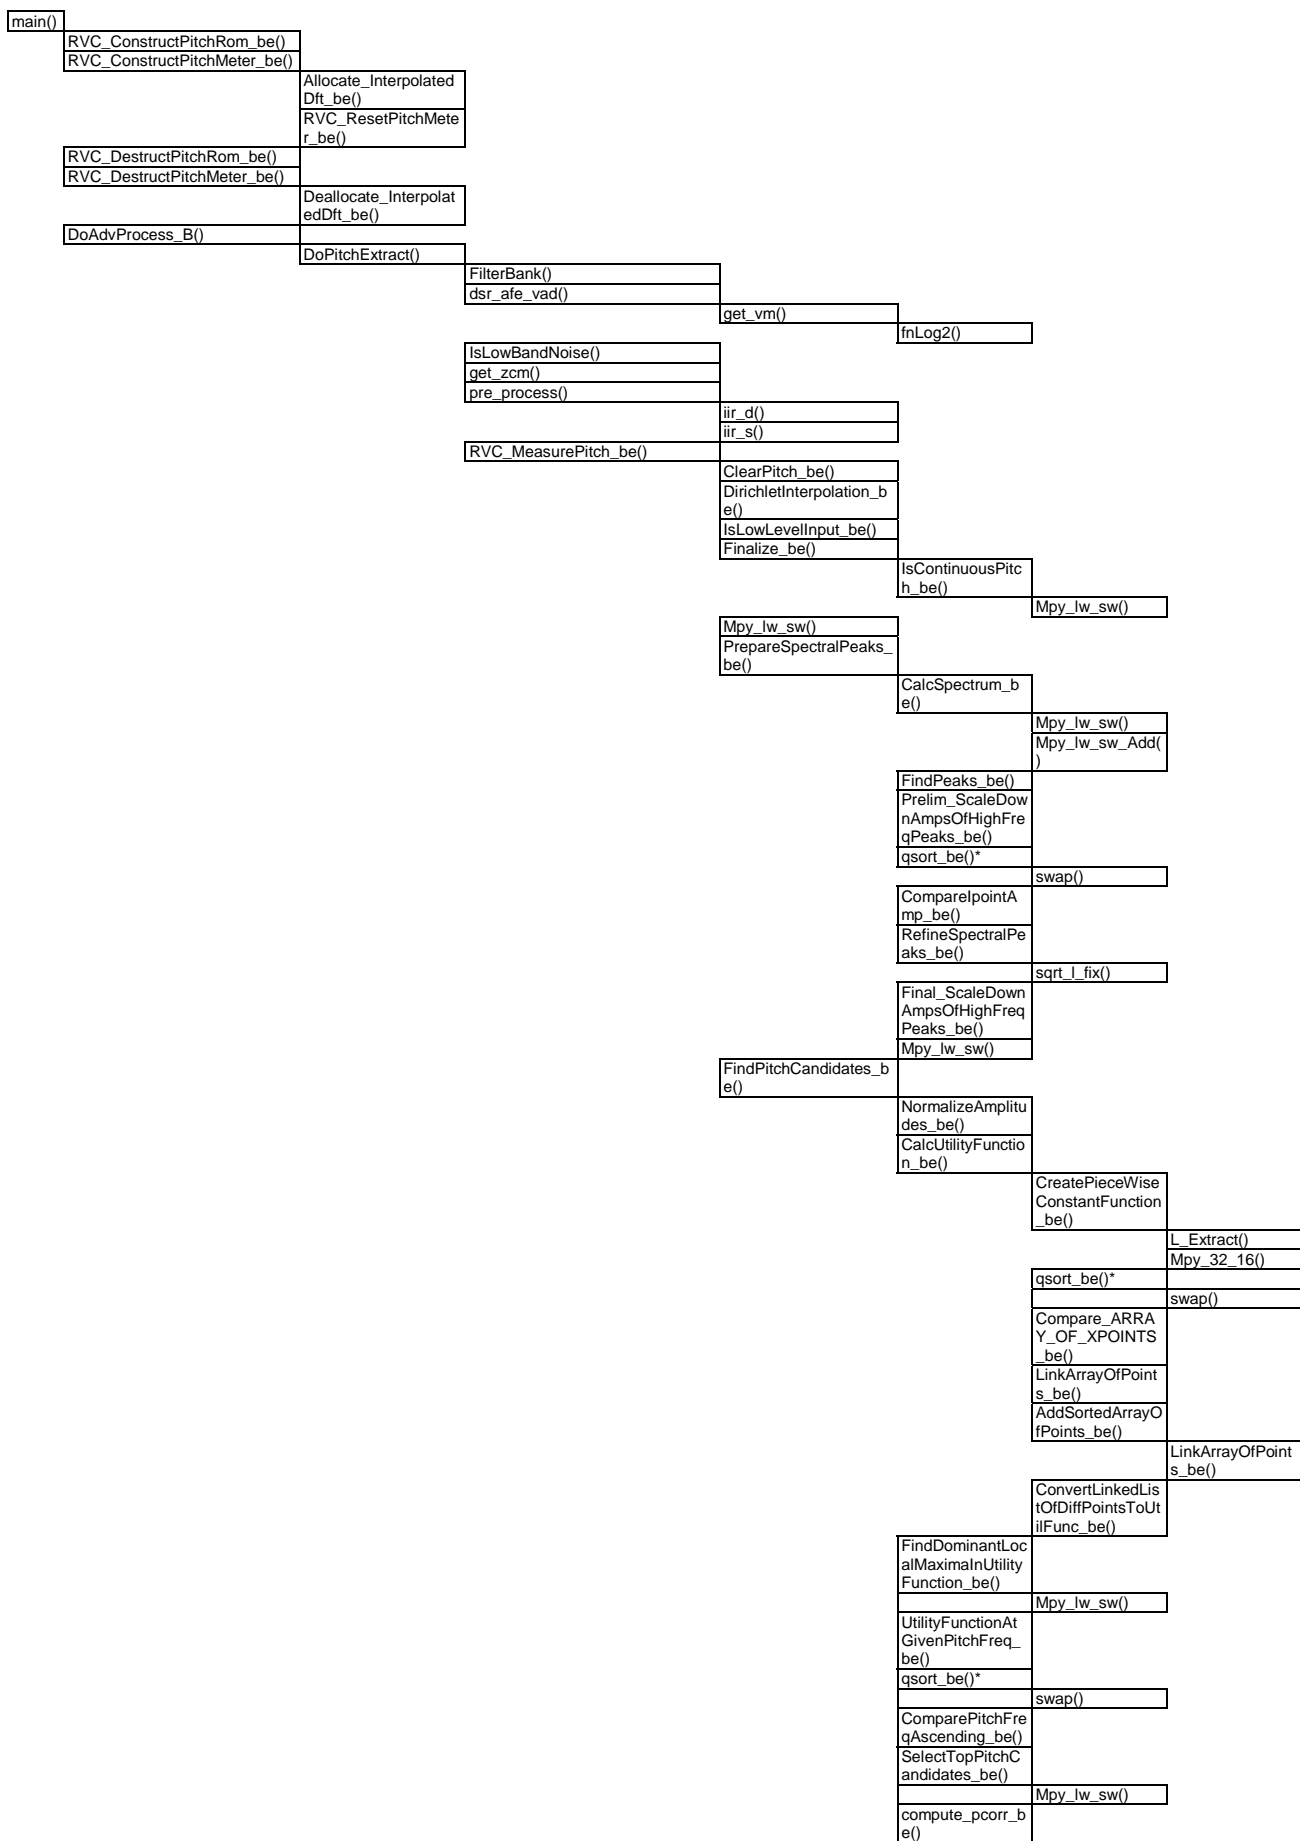 main()
RVC_ConstructPitchRom_be()
RVC_ConstructPitchMeter_be()
Allocate_Interpolated
Dft_be()
RVC_ResetPitchMete
r_be()
RVC_DestructPitchRom_be()
RVC_DestructPitchMeter_be()
Deallocate_Interpolat
edDft_be()
DoAdvProcess_B()
DoPitchExtract()
FilterBank()
dsr_afe_vad()
get_vm()
fnLog2()
IsLowBandNoise()
get_zcm()
pre_process()
iir_d()
iir_s()
RVC_MeasurePitch_be()
ClearPitch_be()
DirichletInterpolation_b
e()
IsLowLevelInput_be()
Finalize_be()
IsContinuousPitc
h_be()
Mpy_lw_sw()
Mpy_lw_sw()
PrepareSpectralPeaks_
be()
CalcSpectrum_b
e()
Mpy_lw_sw()
Mpy_lw_sw_Add(
)
FindPeaks_be()
Prelim_ScaleDow
nAmpsOfHighFre
qPeaks_be()
qsort_be()*
swap()
CompareIpointA
mp_be()
RefineSpectralPe
aks_be()
sqrt_l_fix()
Final_ScaleDown
AmpsOfHighFreq
Peaks_be()
Mpy_lw_sw()
FindPitchCandidates_b
e()
NormalizeAmplitu
des_be()
CalcUtilityFunctio
n_be()
CreatePieceWise
ConstantFunction
_be()
L_Extract()
Mpy_32_16()
qsort_be()*
swap()
Compare_ARRA
Y_OF_XPOINTS
_be()
LinkArrayOfPoint
s_be()
AddSortedArrayO
fPoints_be()
LinkArrayOfPoint
s_be()
ConvertLinkedLis
tOfDiffPointsToUt
ilFunc_be()
FindDominantLoc
alMaximaInUtility
Function_be()
Mpy_lw_sw()
UtilityFunctionAt
GivenPitchFreq_
be()
qsort_be()*
swap()
ComparePitchFre
qAscending_be()
SelectTopPitchC
andidates_be()
Mpy_lw_sw()
compute_pcorr_b
e()